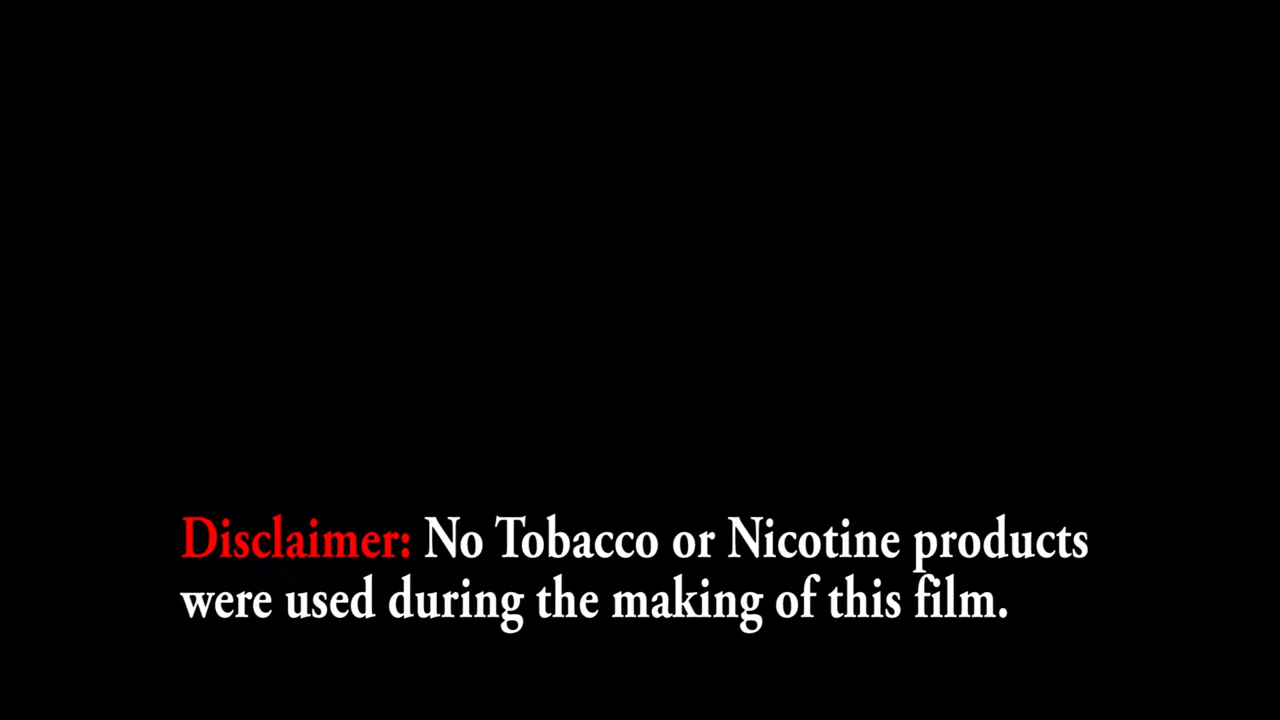 Disclaimer: No Tobacco or Nicotine products
were used during the making of this film.